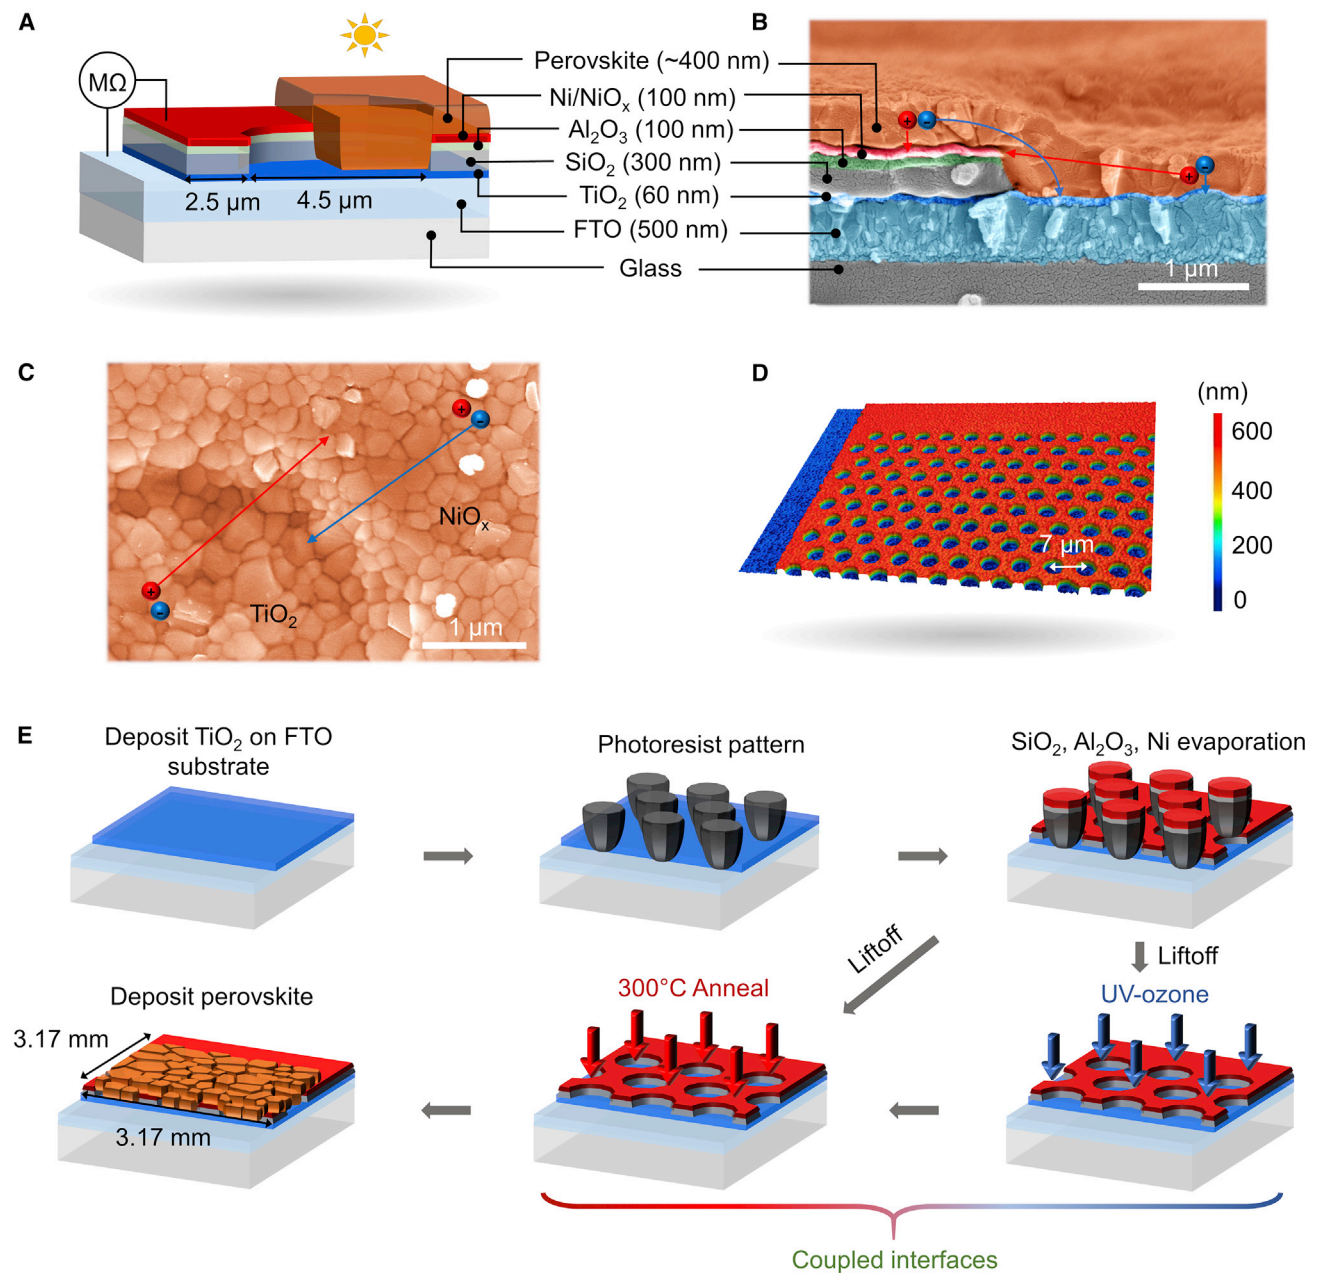 A
MΩ
2.5 µm
4.5 µm
Perovskite (~400 nm)
Ni/NiOₓ (100 nm)
Al₂O₃ (100 nm)
SiO₂ (300 nm)
TiO₂ (60 nm)
FTO (500 nm)
Glass
B
+ -
+ -
1 µm
C
+ -
NiOₓ
+ -
TiO₂
1 µm
D
(nm)
600
400
200
0
7 µm
E
Deposit TiO₂ on FTO
substrate
Photoresist pattern
SiO₂, Al₂O₃, Ni evaporation
Liftoff
Liftoff
Deposit perovskite
3.17 mm
3.17 mm
300°C Anneal
UV-ozone
Coupled interfaces